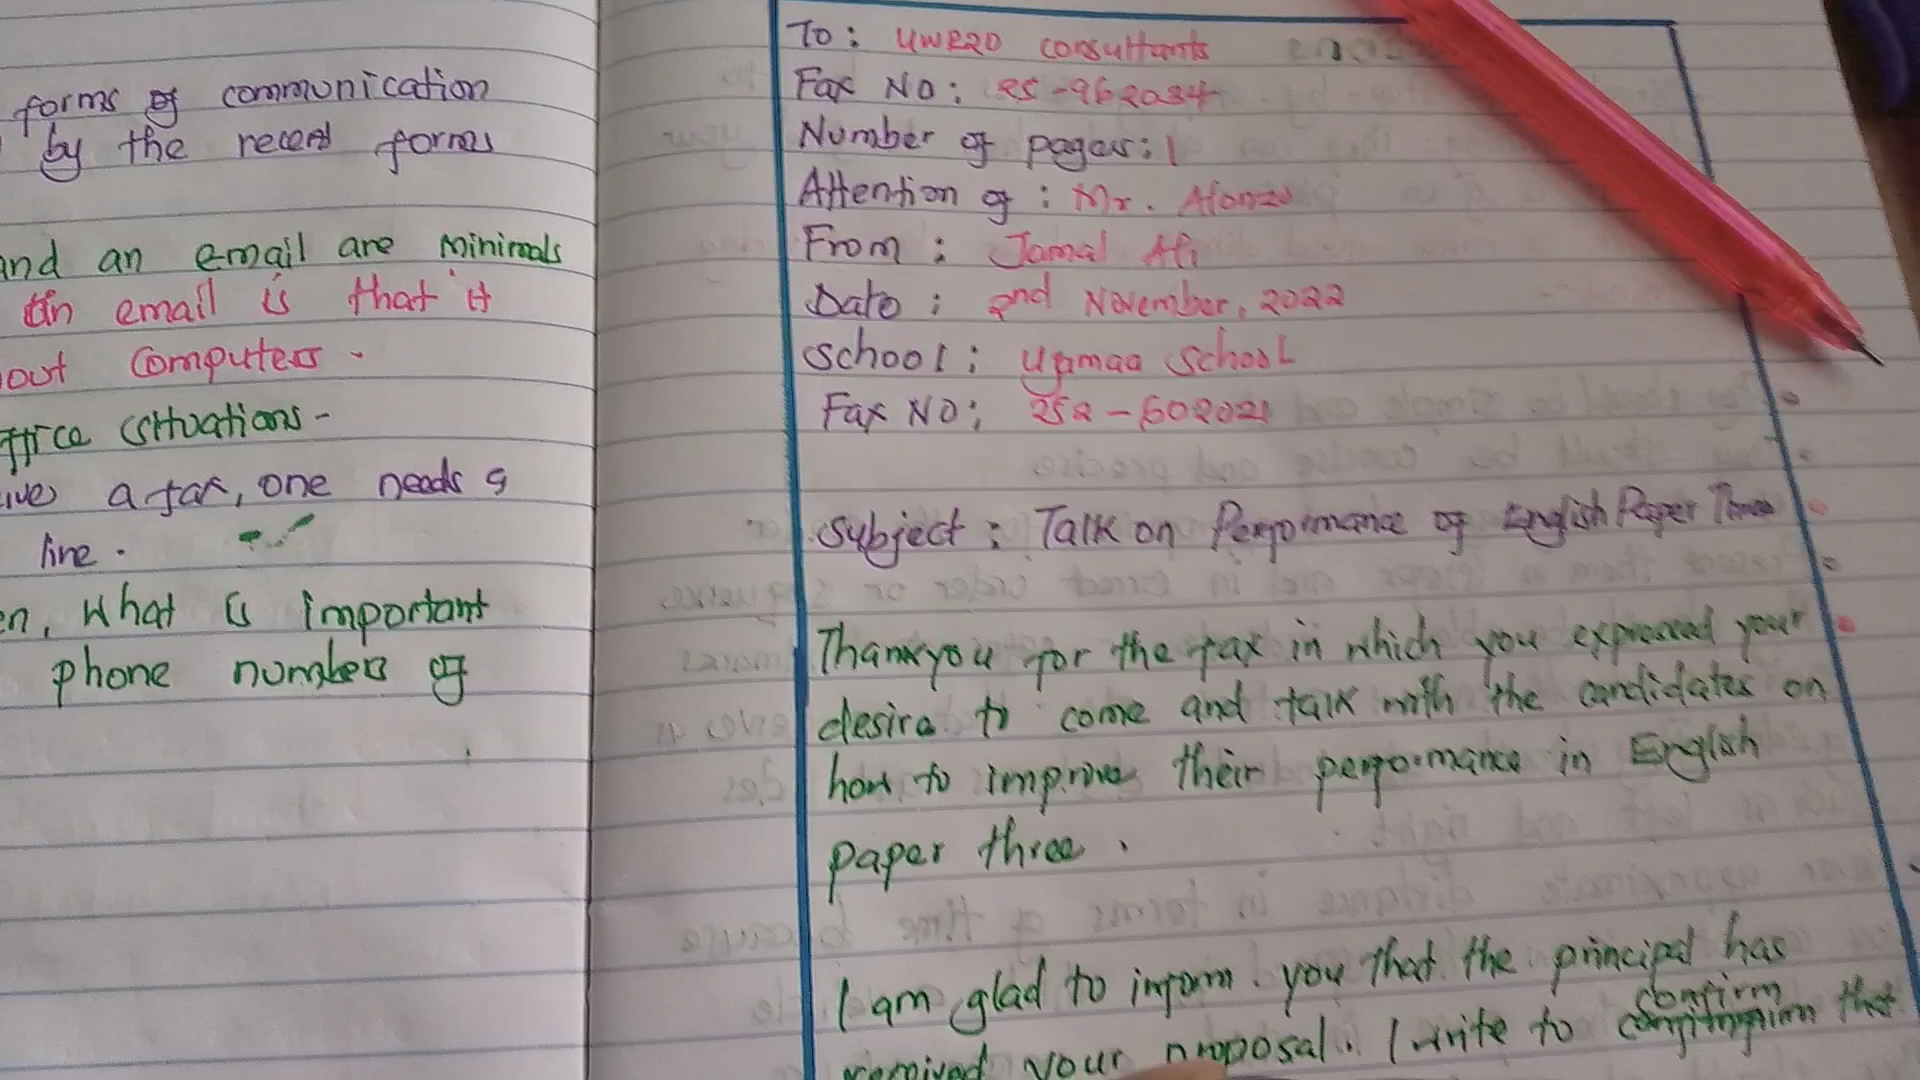 forms of communication
by the recent forms
and an email are minimals
an email is that it
out computers.
ffice situations-
ive a fax, one needs a
line.
en, what is important
phone numbers of
To: UWEZO consultants
Fax No: 25-962034
Number of pages: 1
Attention of: Mr. Afonzo
From: Jamal Ali
Date: 2nd November, 2022
School: Ujamaa School
Fax No: 252-602021
Subject: Talk on Performance of English Paper Three
Thankyou for the fax in which you expressed your
desire to come and talk with the candidates on
how to improve their performance in English
paper three.
I am glad to inform you that the principal has
confirm
received your proposal. I write to that